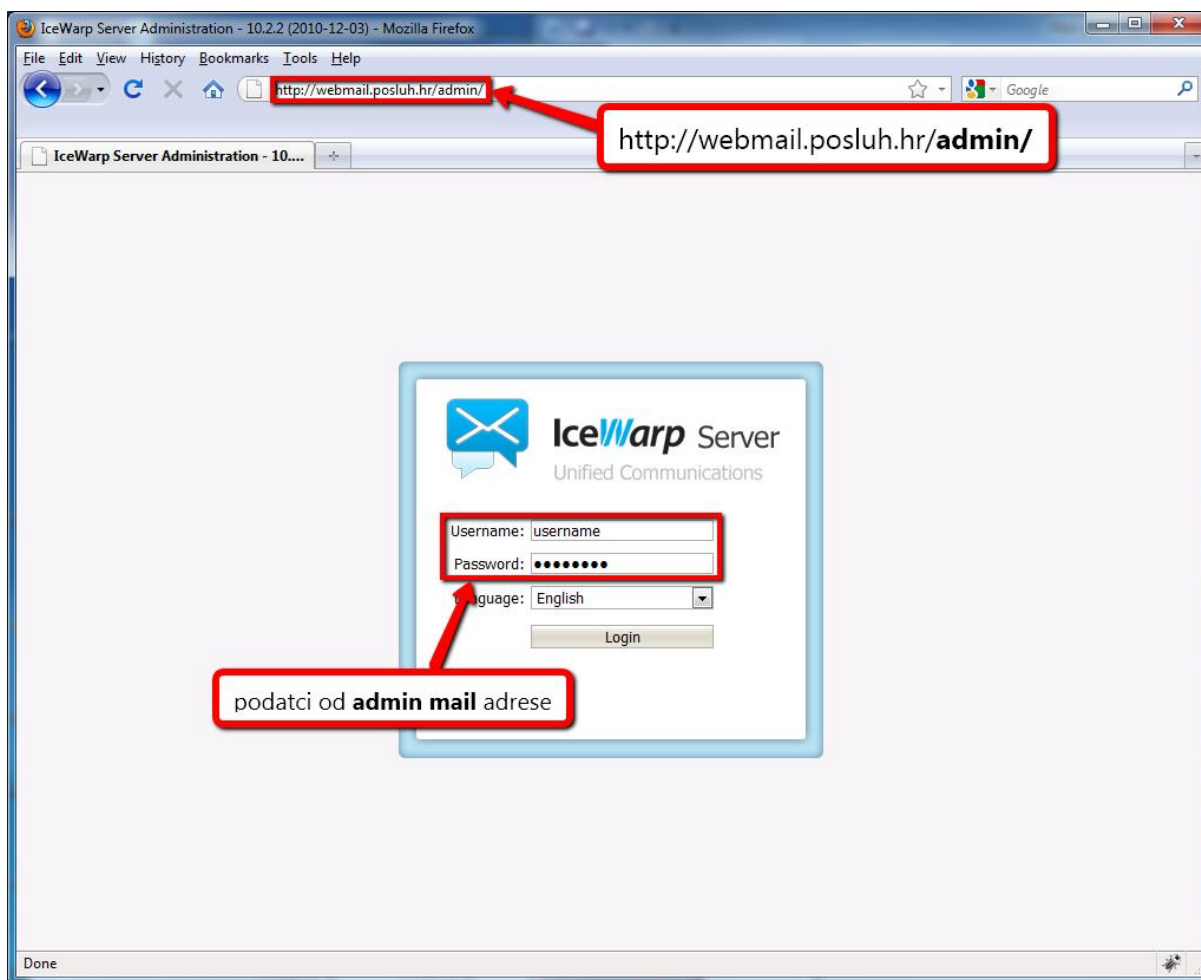 IceWarp Server Administration - 10.2.2 (2010-12-03) - Mozilla Firefox
File Edit View History Bookmarks Tools Help
http://webmail.posluh.hr/admin/
Google
http://webmail.posluh.hr/admin/
IceWarp Server Administration - 10....
IceWarp Server
Unified Communications
Username: username
Password: ●●●●●●●●
English
Login
podatci od admin mail adrese
Done